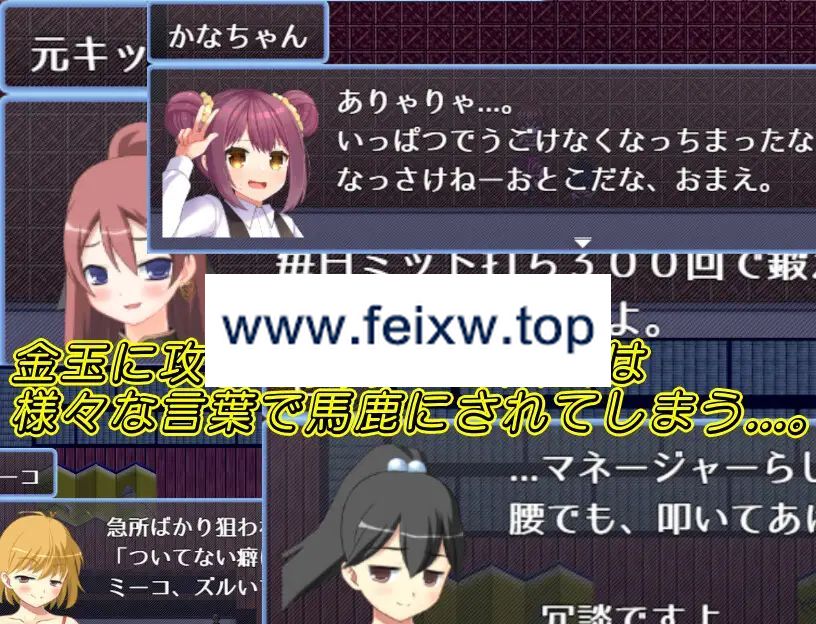 元キッ
かなちゃん
ありゃりゃ…。
いっぱつでうごけなくなっちまったな
なっさけねーおとこだな、おまえ。
毎日ミット打ち３００回で鍛
よ。
www.feixw.top
金玉に攻 は
様々な言葉で馬鹿にされてしまう….。
ーコ
急所ばかり狙わ
「ついてない癖
ミーコ、ズルい
…マネージャーらし
腰でも、叩いてあ
冗談ですよ